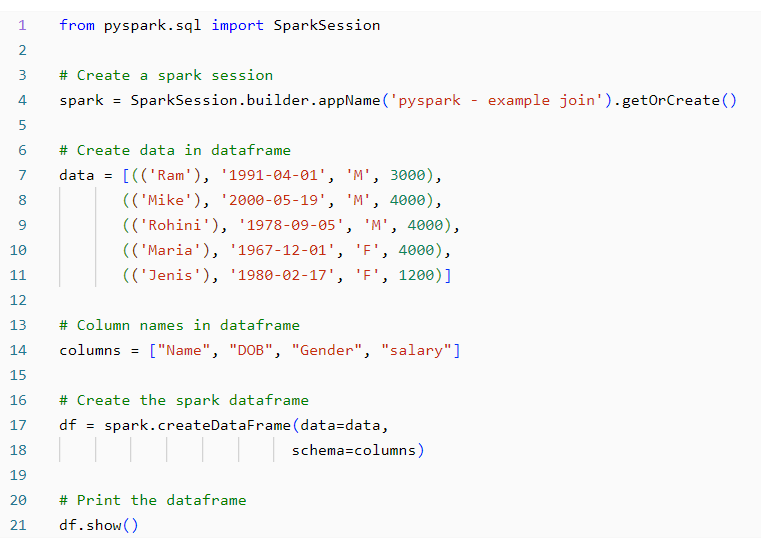 1 from pyspark.sql import SparkSession
2
3 # Create a spark session
4 spark = SparkSession.builder.appName('pyspark - example join').getOrCreate()
5
6 # Create data in dataframe
7 data = [(('Ram'), '1991-04-01', 'M', 3000),
8         (('Mike'), '2000-05-19', 'M', 4000),
9         (('Rohini'), '1978-09-05', 'M', 4000),
10         (('Maria'), '1967-12-01', 'F', 4000),
11         (('Jenis'), '1980-02-17', 'F', 1200)]
12
13 # Column names in dataframe
14 columns = ["Name", "DOB", "Gender", "salary"]
15
16 # Create the spark dataframe
17 df = spark.createDataFrame(data=data,
18                            schema=columns)
19
20 # Print the dataframe
21 df.show()